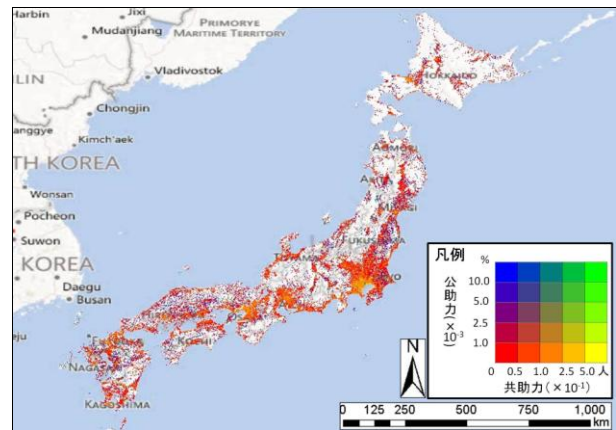 Harbin
Jixi
Mudanjiang
PRIMORYE
MARITIME TERRITORY
LIN
Vladivostok
HOKKAIDO
Chongjin
Kimch'aek
TH KOREA
AOMORI
Wonsan
MIYAGI
Pocheon
FUKUSHIMA
Suwon
TOYAMA
KOREA
Daegu
Busan
KOCHI
NAGASAKI
KAGOSHIMA
凡例
%
10.0
5.0
2.5
1.0
公助力(×10⁻³
0 0.5 1.0 2.5 5.0 人
共助力(×10⁻¹)
N
0 125 250 500 750 1,000
km